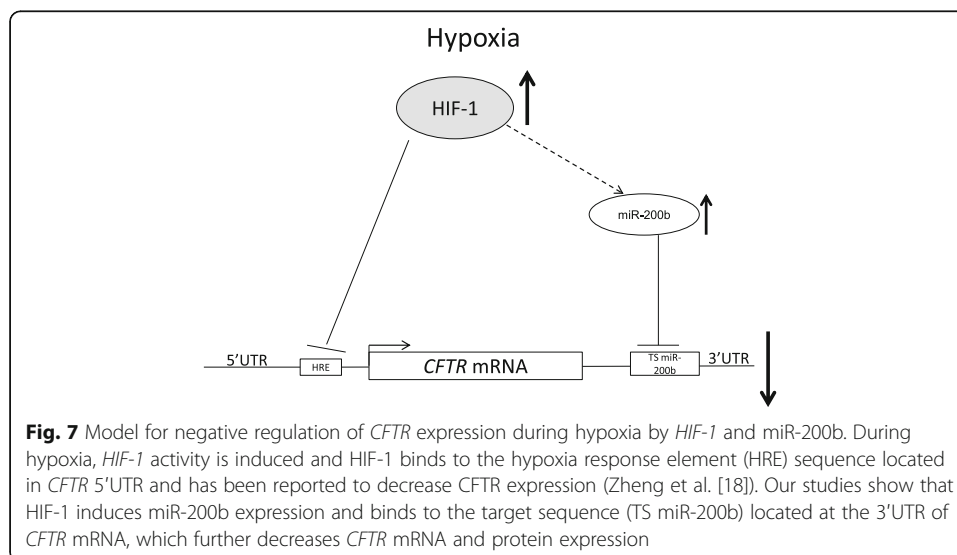 Hypoxia
HIF-1
miR-200b
5'UTR
HRE
CFTR mRNA
TS miR-
200b
3'UTR
Fig. 7 Model for negative regulation of CFTR expression during hypoxia by HIF-1 and miR-200b. During
hypoxia, HIF-1 activity is induced and HIF-1 binds to the hypoxia response element (HRE) sequence located
in CFTR 5'UTR and has been reported to decrease CFTR expression (Zheng et al. [18]). Our studies show that
HIF-1 induces miR-200b expression and binds to the target sequence (TS miR-200b) located at the 3'UTR of
CFTR mRNA, which further decreases CFTR mRNA and protein expression